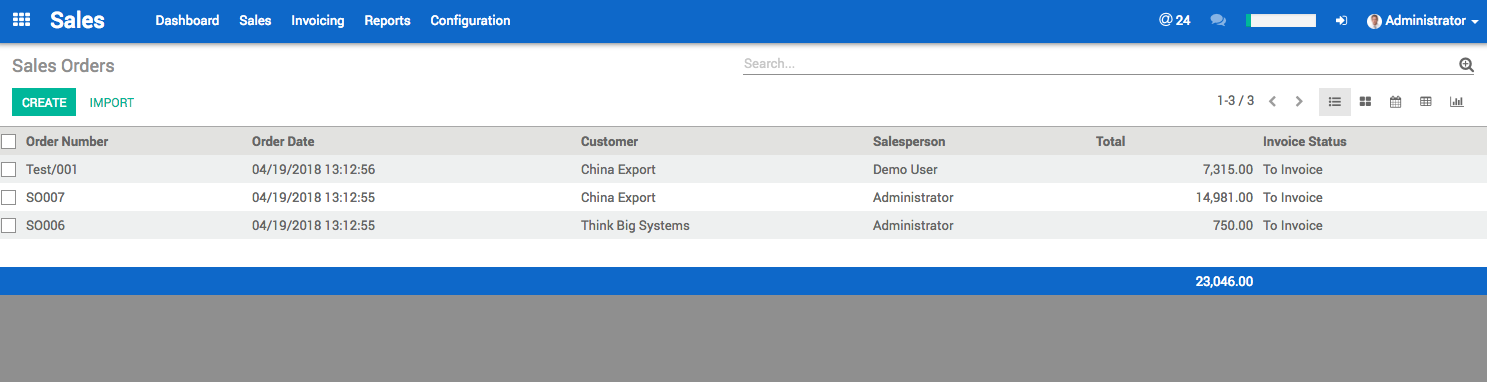 Sales Dashboard Sales Invoicing Reports Configuration @ 24 Administrator
Sales Orders Search...
CREATE IMPORT 1-3 / 3
Order Number Order Date Customer Salesperson Total Invoice Status
Test/001 04/19/2018 13:12:56 China Export Demo User 7,315.00 To Invoice
SO007 04/19/2018 13:12:55 China Export Administrator 14,981.00 To Invoice
SO006 04/19/2018 13:12:55 Think Big Systems Administrator 750.00 To Invoice
23,046.00